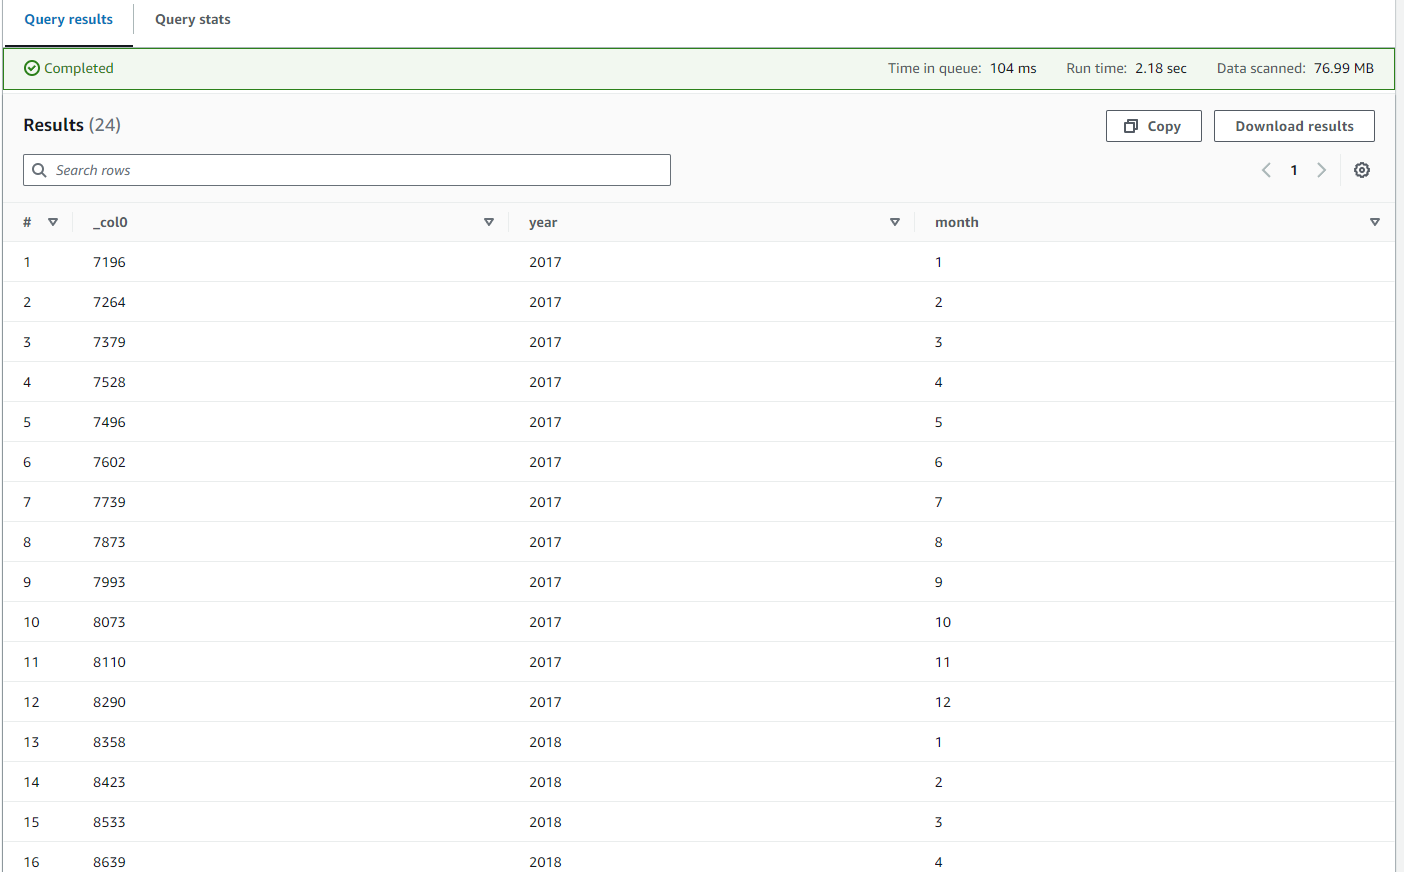 Query results Query stats
Completed Time in queue: 104 ms Run time: 2.18 sec Data scanned: 76.99 MB
Results (24) Copy Download results
Search rows 1
# _col0 year month
1 7196 2017 1
2 7264 2017 2
3 7379 2017 3
4 7528 2017 4
5 7496 2017 5
6 7602 2017 6
7 7739 2017 7
8 7873 2017 8
9 7993 2017 9
10 8073 2017 10
11 8110 2017 11
12 8290 2017 12
13 8358 2018 1
14 8423 2018 2
15 8533 2018 3
16 8639 2018 4